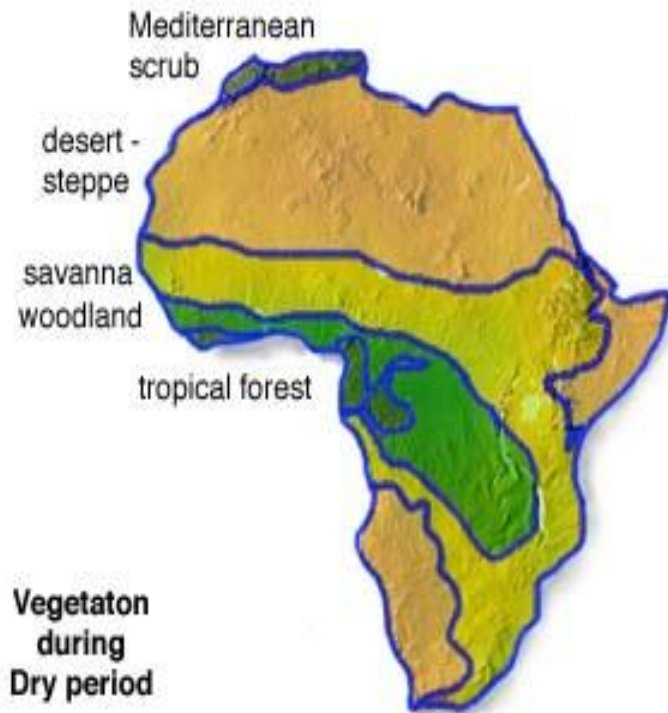 Mediterranean
scrub
desert -
steppe
savanna
woodland
tropical forest
Vegetaton
during
Dry period